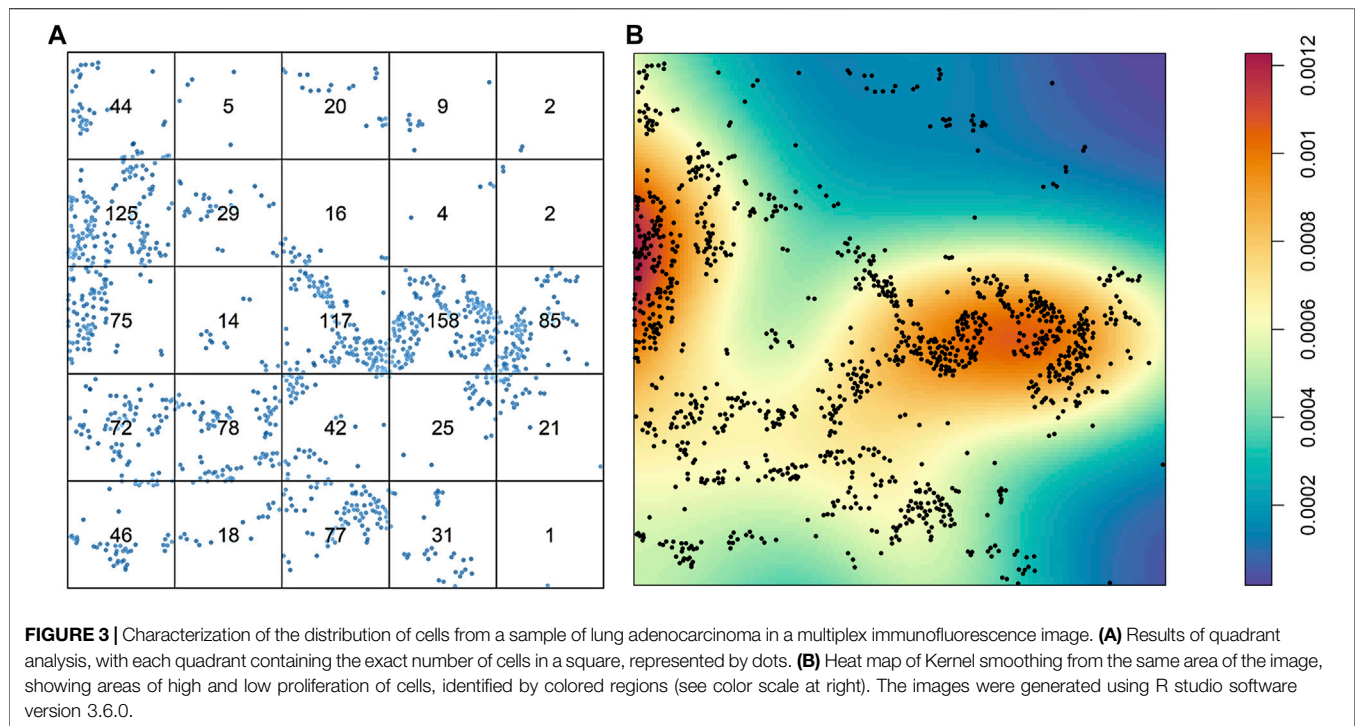 A
B
44 5 20 9 2
125 29 16 4 2
75 14 117 158 85
72 78 42 25 21
46 18 77 31 1
0.0012
0.001
0.0008
0.0006
0.0004
0.0002
FIGURE 3 | Characterization of the distribution of cells from a sample of lung adenocarcinoma in a multiplex immunofluorescence image. (A) Results of quadrant
analysis, with each quadrant containing the exact number of cells in a square, represented by dots. (B) Heat map of Kernel smoothing from the same area of the image,
showing areas of high and low proliferation of cells, identified by colored regions (see color scale at right). The images were generated using R studio software
version 3.6.0.